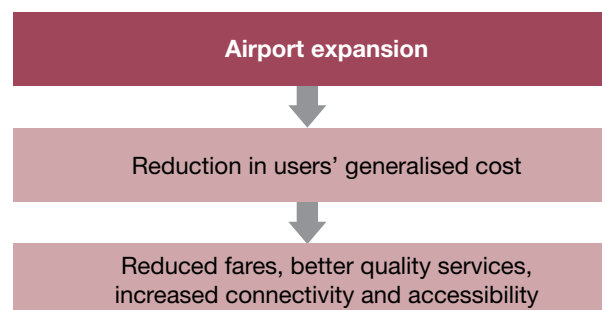 Airport expansion
Reduction in users’ generalised cost
Reduced fares, better quality services,
increased connectivity and accessibility